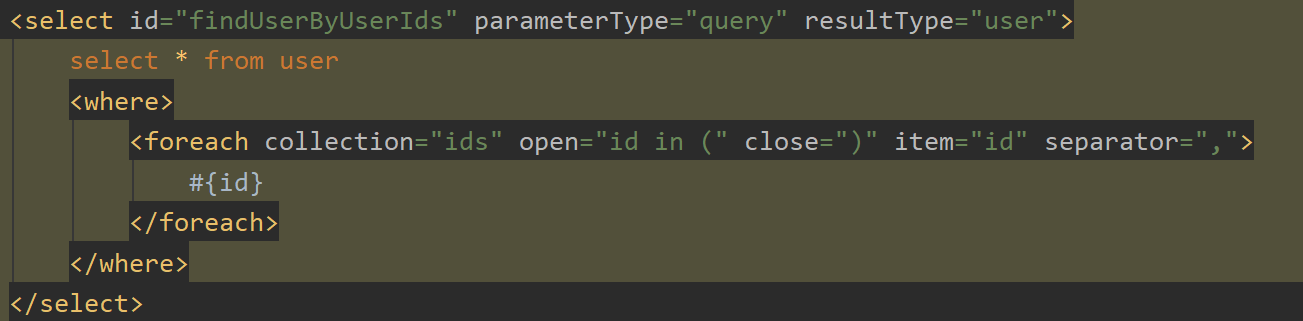 <select id="findUserByUserIds" parameterType="query" resultType="user">
    select * from user
    <where>
        <foreach collection="ids" open="id in (" close=")" item="id" separator=",">
            #{id}
        </foreach>
    </where>
</select>